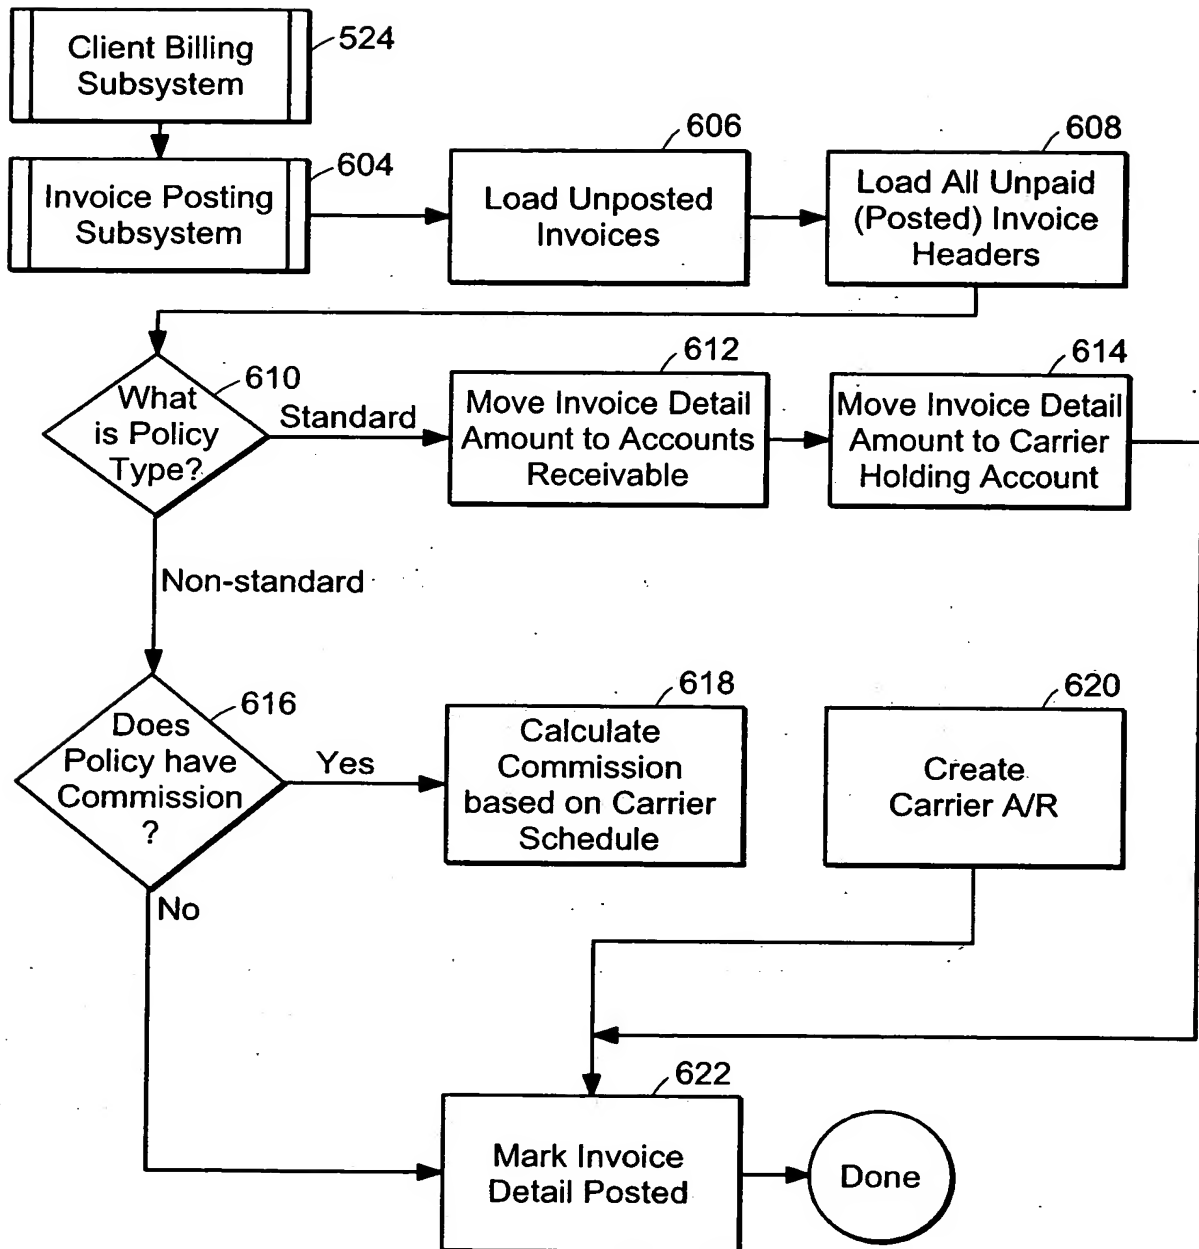 Client Billing
Subsystem
524
Invoice Posting
Subsystem
604
Load Unposted
Invoices
606
Load All Unpaid
(Posted) Invoice
Headers
608
What
is Policy
Type?
610
Standard
Move Invoice Detail
Amount to Accounts
Receivable
612
Move Invoice Detail
Amount to Carrier
Holding Account
614
Non-standard
Does
Policy have
Commission
?
616
Yes
Calculate
Commission
based on Carrier
Schedule
618
Create
Carrier A/R
620
No
Mark Invoice
Detail Posted
622
Done